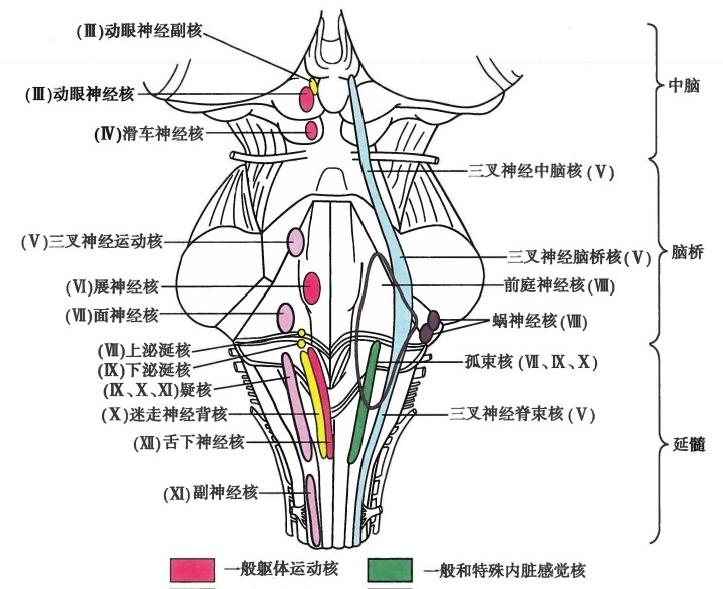 (Ⅲ)动眼神经副核
(Ⅲ)动眼神经核
(Ⅳ)滑车神经核
(Ⅴ)三叉神经运动核
(Ⅵ)展神经核
(Ⅶ)面神经核
(Ⅶ)上泌涎核
(Ⅸ)下泌涎核
(Ⅸ、Ⅹ、Ⅺ)疑核
(Ⅹ)迷走神经背核
(Ⅻ)舌下神经核
(Ⅺ)副神经核
三叉神经中脑核(Ⅴ)
三叉神经脑桥核(Ⅴ)
前庭神经核(Ⅷ)
蜗神经核(Ⅷ)
孤束核(Ⅶ、Ⅸ、Ⅹ)
三叉神经脊束核(Ⅴ)
中脑
脑桥
延髓
一般躯体运动核
一般和特殊内脏感觉核